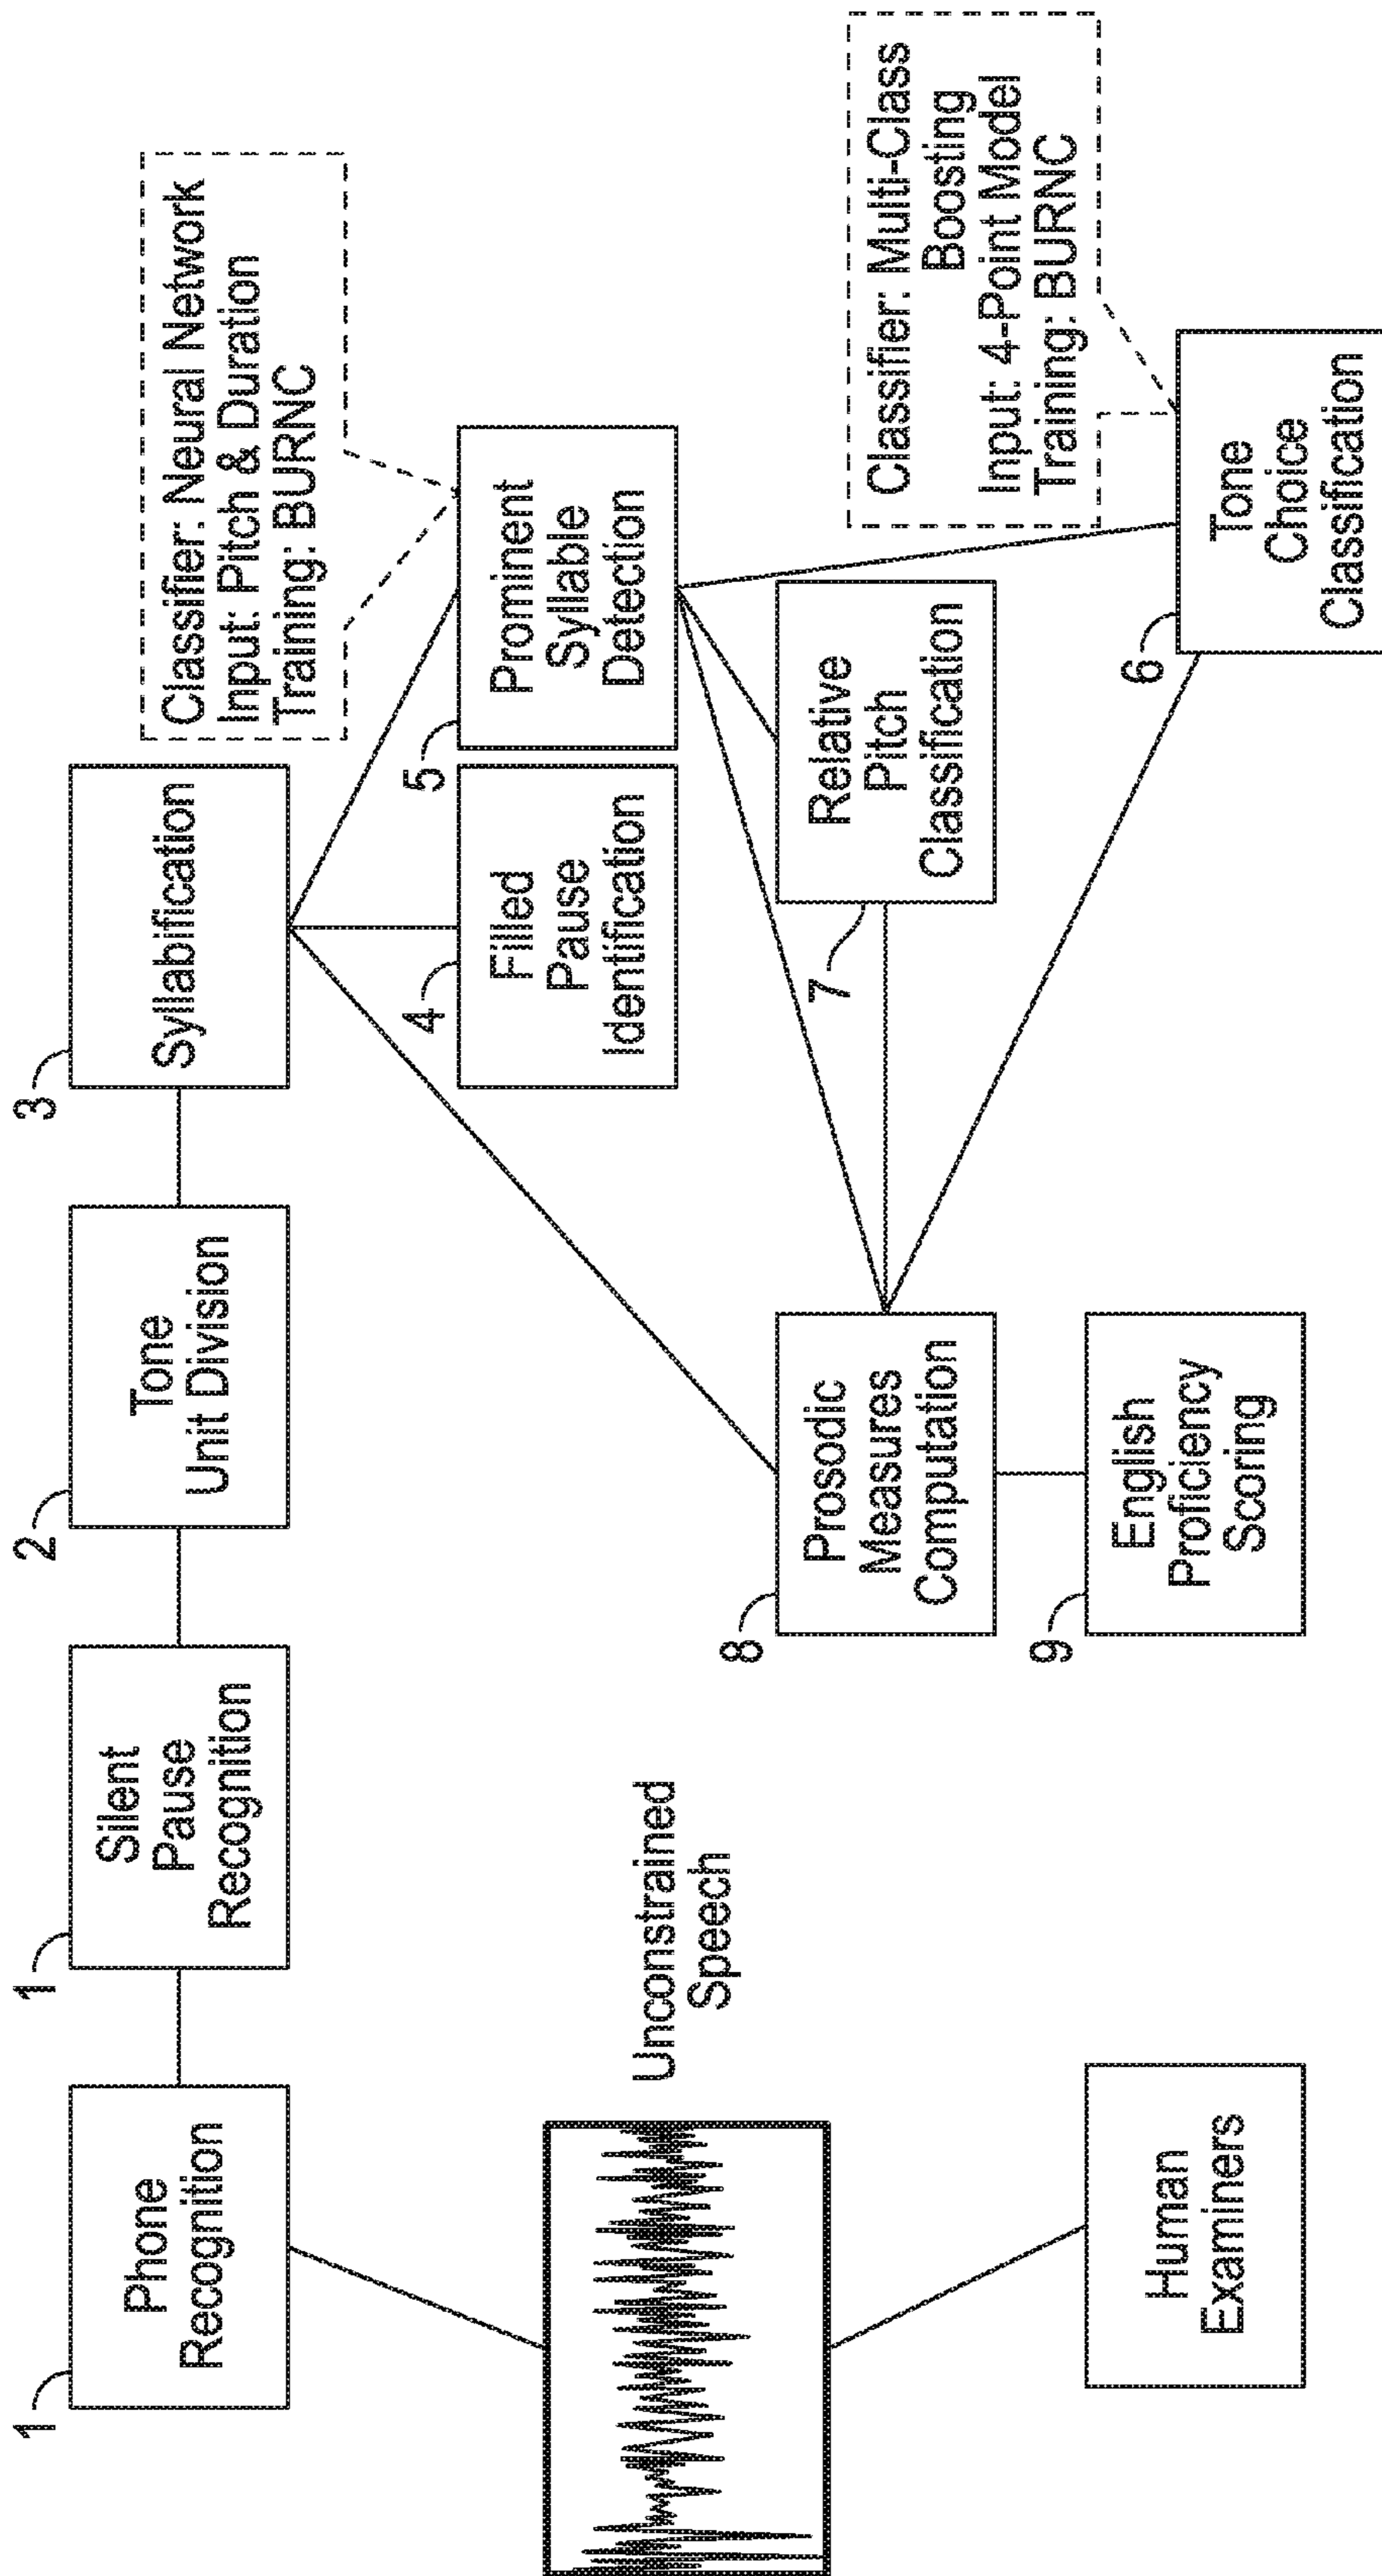 1
Phone
Recognition
1
Silent
Pause
Recognition
2
Tone
Unit Division
3
Syllabification
Classifier: Neural Network
Input: Pitch & Duration
Training: BURNC
4
Filled
Pause
Identification
5
Prominent
Syllable
Detection
Unconstrained
Speech
8
Prosodic
Measures
Computation
7
Relative
Pitch
Classification
Classifier: Multi-Class
Boosting
Input: 4-Point Model
Training: BURNC
Human
Examiners
9
English
Proficiency
Scoring
6
Tone
Choice
Classification